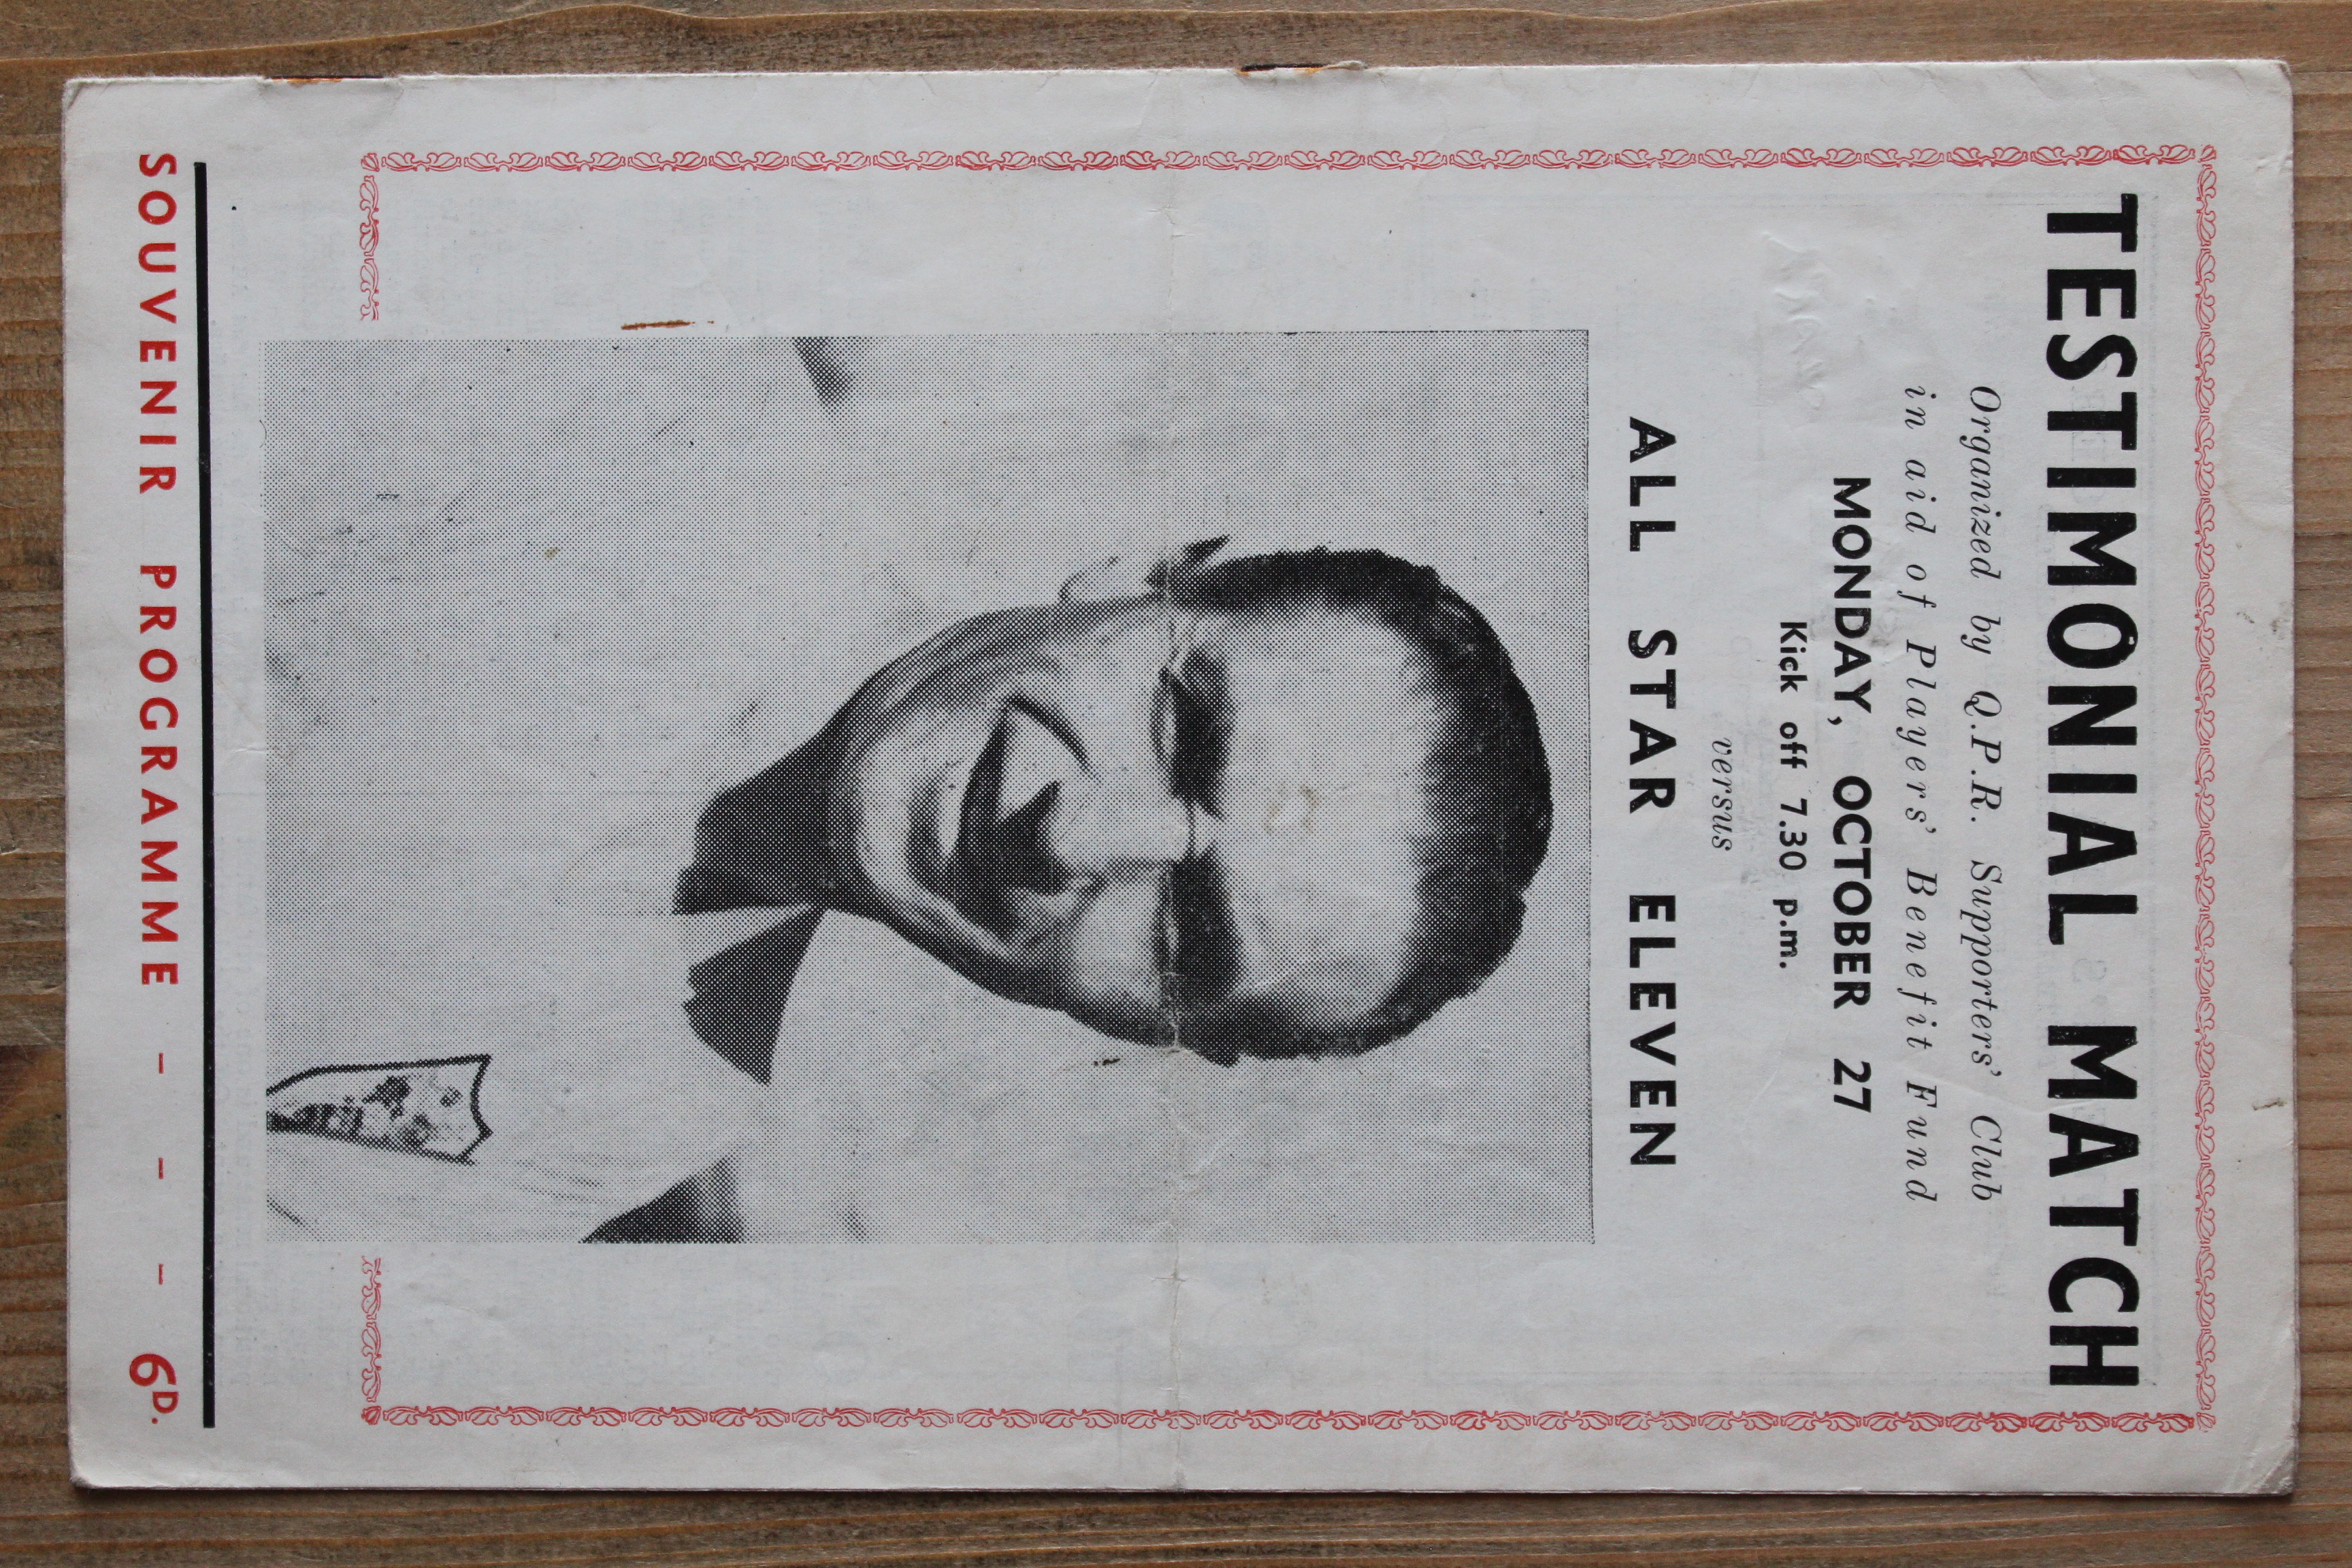 TESTIMONIAL MATCH
Organized by Q.P.R. Supporters' Club
in aid of Players' Benefit Fund
MONDAY, OCTOBER 27
Kick off 7.30 p.m.
versus
ALL STAR ELEVEN
SOUVENIR PROGRAMME - - - 6D.